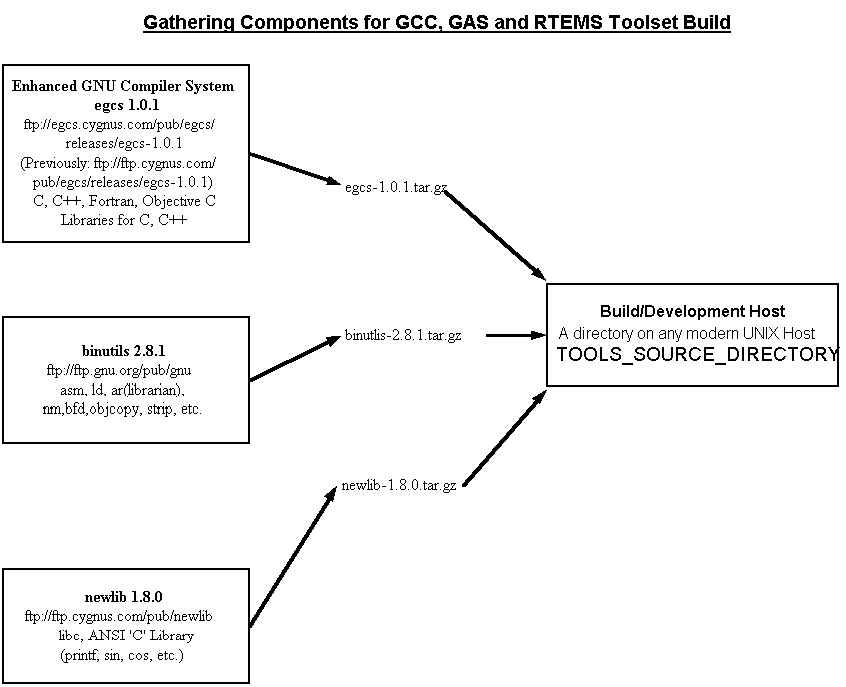 Gathering Components for GCC, GAS and RTEMS Toolset Build
Enhanced GNU Compiler System
egcs 1.0.1
ftp://egcs.cygnus.com/pub/egcs/
releases/egcs-1.0.1
(Previously: ftp://ftp.cygnus.com/
pub/egcs/releases/egcs-1.0.1)
C, C++, Fortran, Objective C
Libraries for C, C++
egcs-1.0.1.tar.gz
Build/Development Host
A directory on any modern UNIX Host
TOOLS_SOURCE_DIRECTORY
binutils 2.8.1
ftp://ftp.gnu.org/pub/gnu
asm, ld, ar(librarian),
nm,bfd,objcopy, strip, etc.
binutlis-2.8.1.tar.gz
newlib-1.8.0.tar.gz
newlib 1.8.0
ftp://ftp.cygnus.com/pub/newlib
libc, ANSI 'C' Library
(printf, sin, cos, etc.)